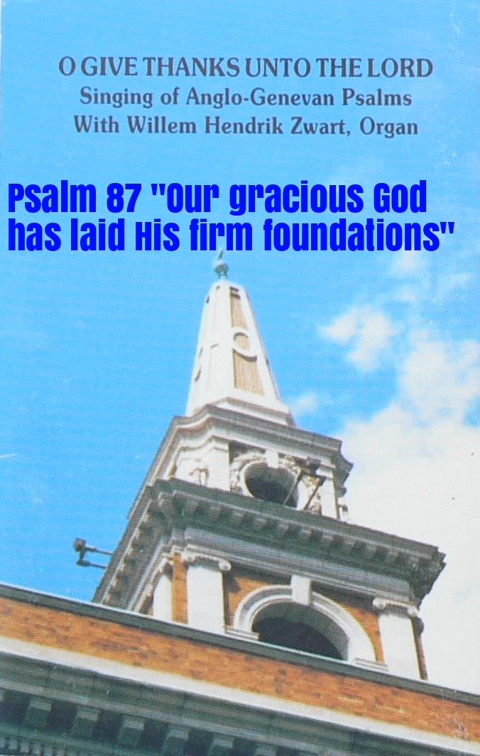 O GIVE THANKS UNTO THE LORD
Singing of Anglo-Genevan Psalms
With Willem Hendrik Zwart, Organ
Psalm 87 "Our gracious God
has laid His firm foundations"